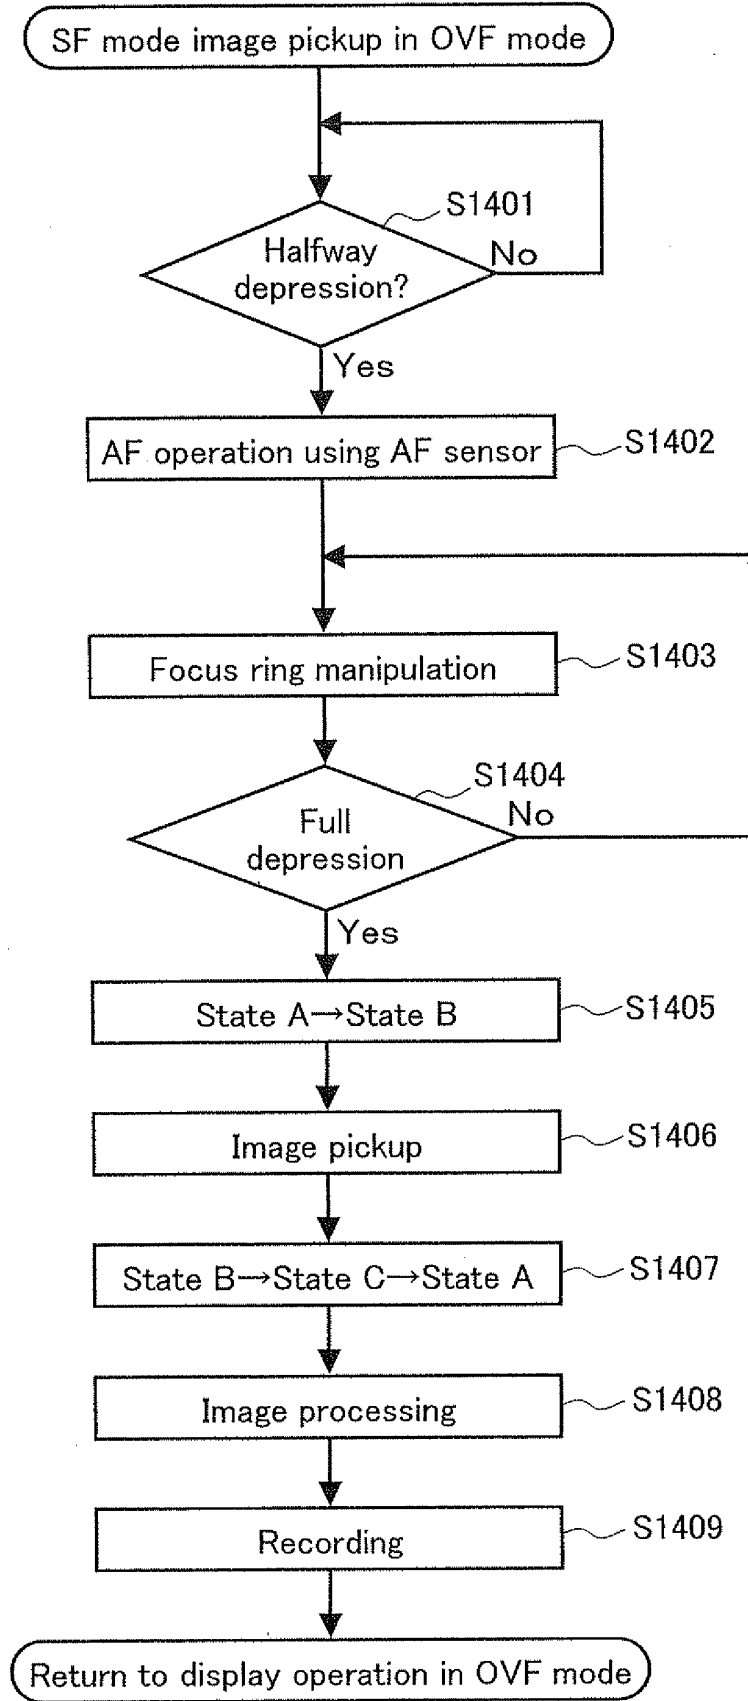 SF mode image pickup in OVF mode
S1401
Halfway
depression?
No
Yes
AF operation using AF sensor
S1402
Focus ring manipulation
S1403
S1404
Full
depression
No
Yes
State A→State B
S1405
Image pickup
S1406
State B→State C→State A
S1407
Image processing
S1408
Recording
S1409
Return to display operation in OVF mode